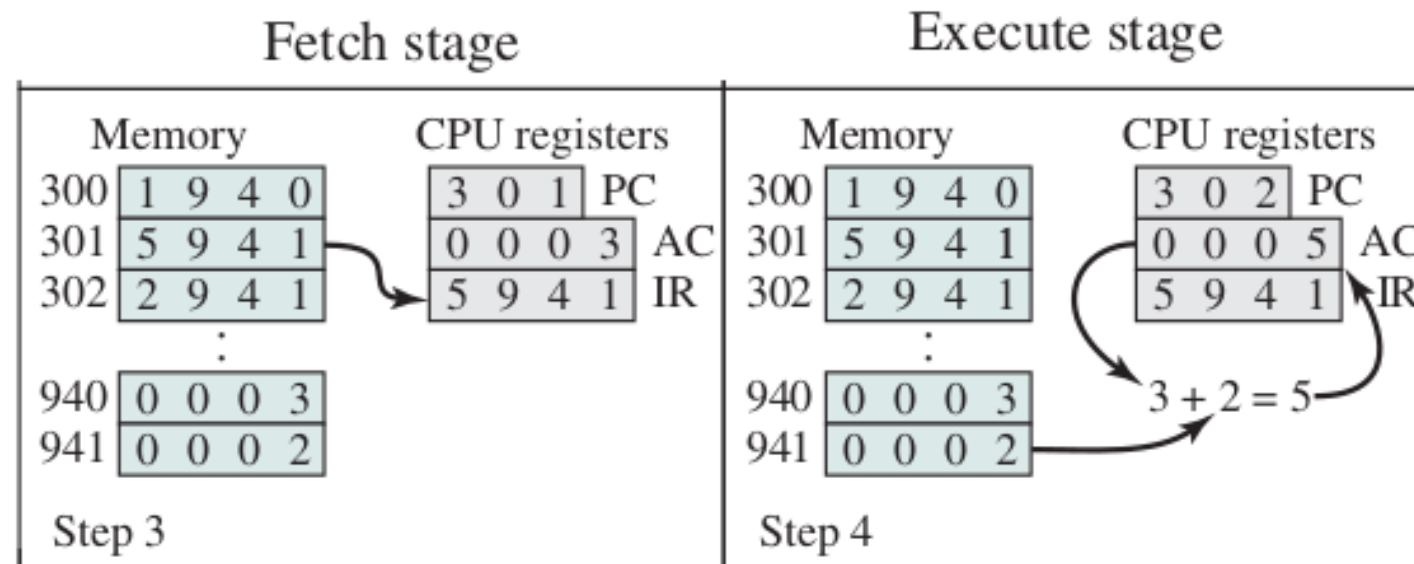 Fetch stage
Execute stage
Memory CPU registers
300 1 9 4 0 3 0 1 PC
301 5 9 4 1 0 0 0 3 AC
302 2 9 4 1 5 9 4 1 IR
:
940 0 0 0 3
941 0 0 0 2
Step 3
Memory CPU registers
300 1 9 4 0 3 0 2 PC
301 5 9 4 1 0 0 0 5 AC
302 2 9 4 1 5 9 4 1 IR
:
940 0 0 0 3 3 + 2 = 5
941 0 0 0 2
Step 4